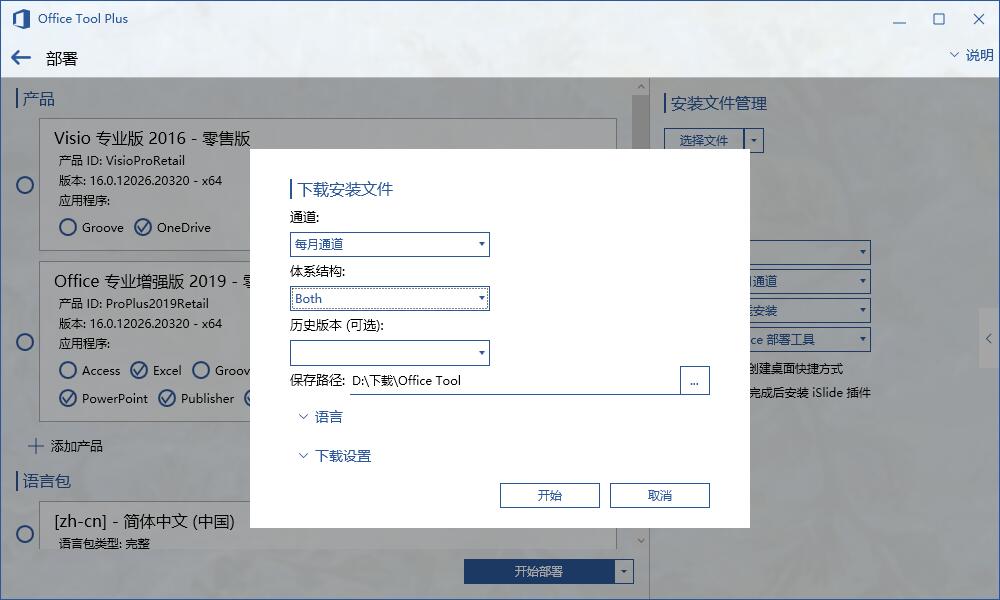 Office Tool Plus
部署
说明
产品
Visio 专业版 2016 - 零售版
产品 ID: VisioProRetail
版本: 16.0.12026.20320 - x64
应用程序:
Groove OneDrive
Office 专业增强版 2019 -
产品 ID: ProPlus2019Retail
版本: 16.0.12026.20320 - x64
应用程序:
Access Excel Groov
PowerPoint Publisher
添加产品
语言包
[zh-cn] - 简体中文 (中国)
语言包类型: 完整
开始部署
安装文件管理
选择文件
通道
安装
ce 部署工具
创建桌面快捷方式
完成后安装 iSlide 插件
下载安装文件
通道:
每月通道
体系结构:
Both
历史版本 (可选):
保存路径: D:\下载\Office Tool
...
语言
下载设置
开始 取消